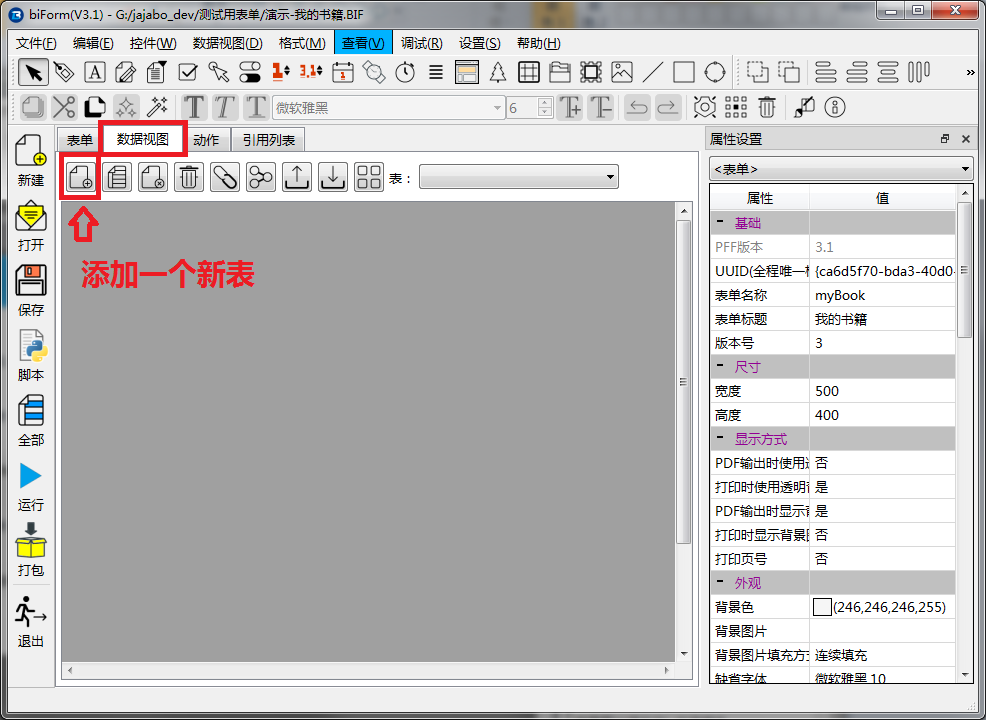 biForm(V3.1) - G:/jajabo_dev/测试用表单/演示-我的书籍.BIF
文件(F) 编辑(E) 控件(W) 数据视图(D) 格式(M) 查看(V) 调试(R) 设置(S) 帮助(H)
微软雅黑 6
新建
打开
保存
脚本
全部
运行
打包
退出
表单 数据视图 动作 引用列表
表：
添加一个新表
属性设置
<表单>
属性 值
基础
PFF版本 3.1
UUID(全程唯一标 {ca6d5f70-bda3-40d0-
表单名称 myBook
表单标题 我的书籍
版本号 3
尺寸
宽度 500
高度 400
显示方式
PDF输出时使用透 否
打印时使用透明背 是
PDF输出时显示背 是
打印时显示背景图 否
打印页号 否
外观
背景色 (246,246,246,255)
背景图片
背景图片填充方式 连续填充
缺省字体 微软雅黑 10